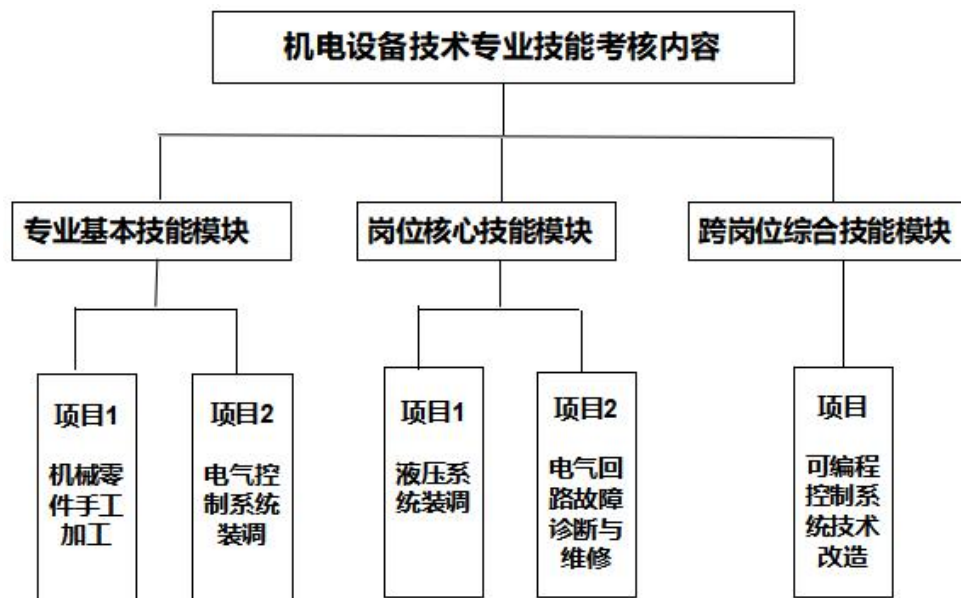 机电设备技术专业技能考核内容
专业基本技能模块
岗位核心技能模块
跨岗位综合技能模块
项目1
机械零
件手工
加工
项目2
电气控
制系统
装调
项目1
液压系
统装调
项目2
电气回
路故障
诊断与
维修
项目
可编程
控制系
统技术
改造